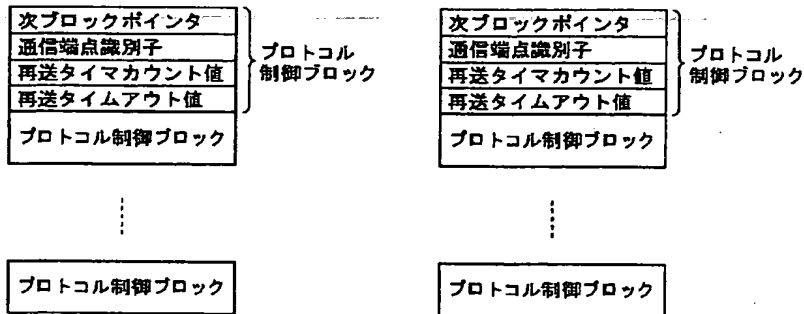 次ブロックポインタ
通信端点識別子
再送タイマカウント値
再送タイムアウト値
プロトコル
制御ブロック
プロトコル制御ブロック
プロトコル制御ブロック
次ブロックポインタ
通信端点識別子
再送タイマカウント値
再送タイムアウト値
プロトコル
制御ブロック
プロトコル制御ブロック
プロトコル制御ブロック